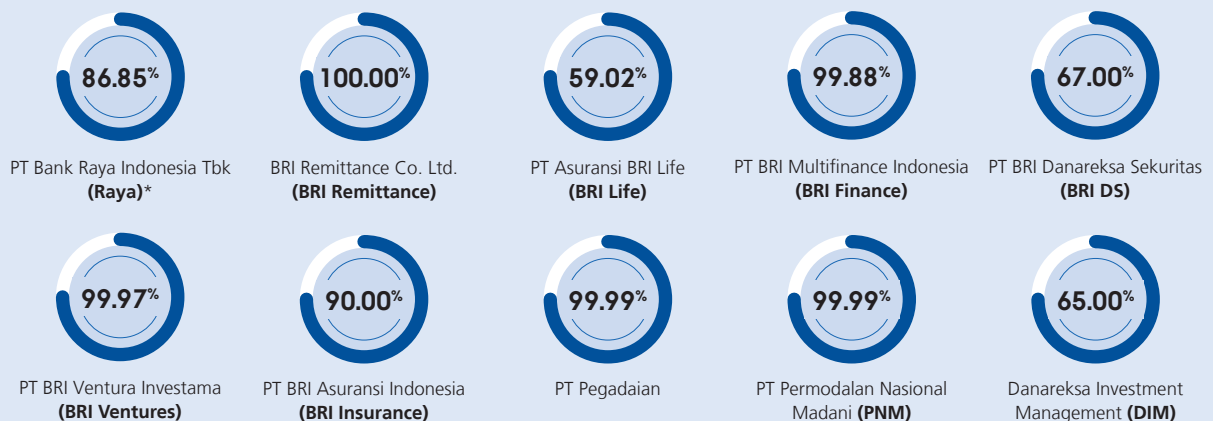 86.85%
100.00%
59.02%
99.88%
67.00%
PT Bank Raya Indonesia Tbk
(Raya)*
BRI Remittance Co. Ltd.
(BRI Remittance)
PT Asuransi BRI Life
(BRI Life)
PT BRI Multifinance Indonesia
(BRI Finance)
PT BRI Danareksa Sekuritas
(BRI DS)
99.97%
90.00%
99.99%
99.99%
65.00%
PT BRI Ventura Investama
(BRI Ventures)
PT BRI Asuransi Indonesia
(BRI Insurance)
PT Pegadaian
PT Permodalan Nasional
Madani (PNM)
Danareksa Investment
Management (DIM)